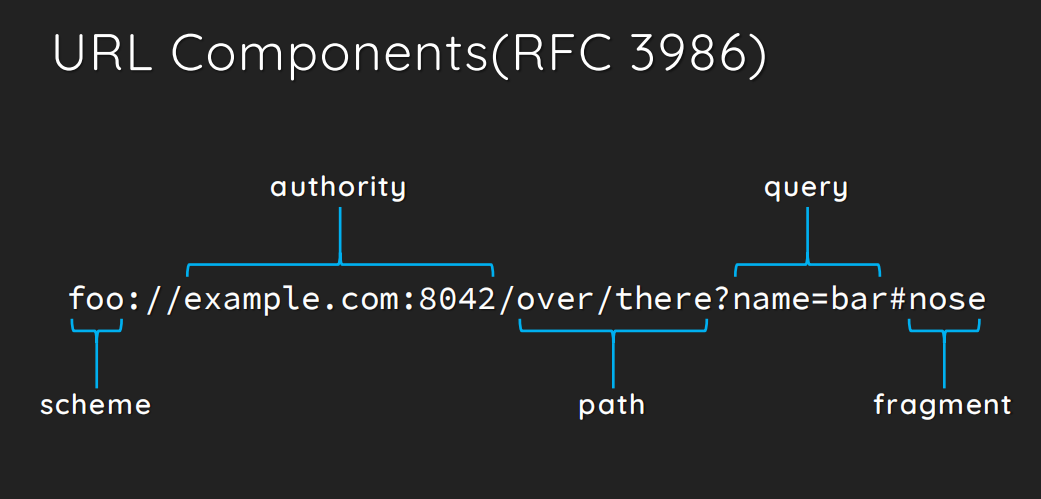 URL Components(RFC 3986)
authority
query
foo://example.com:8042/over/there?name=bar#nose
scheme
path
fragment